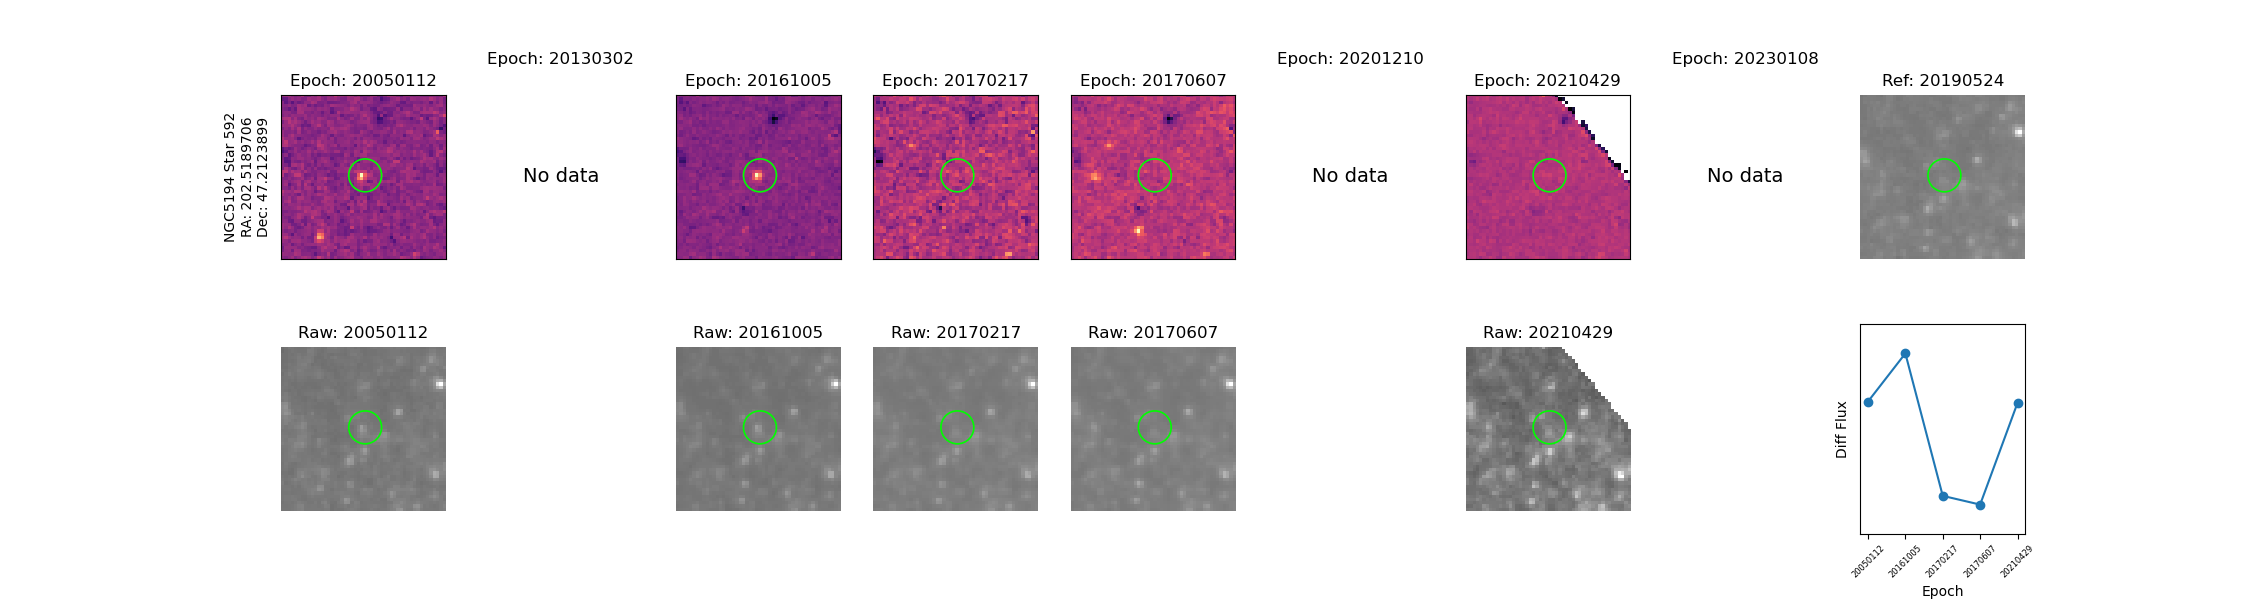 Epoch: 20130302
Epoch: 20201210
Epoch: 20230108
Epoch: 20050112
Epoch: 20161005
Epoch: 20170217
Epoch: 20170607
Epoch: 20210429
Ref: 20190524
NGC5194 Star 592
RA: 202.5189706
Dec: 47.2123899
No data
No data
No data
Raw: 20050112
Raw: 20161005
Raw: 20170217
Raw: 20170607
Raw: 20210429
Diff Flux
20050112
20161005
20170217
20170607
20210429
Epoch